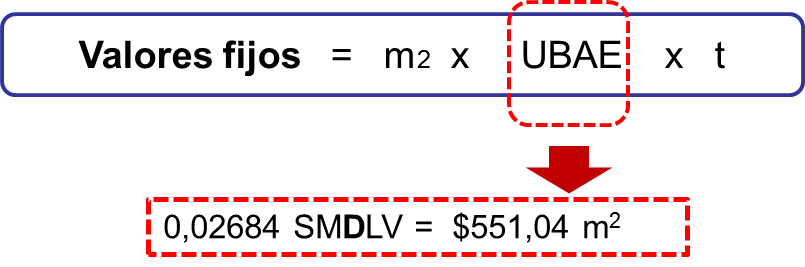 Valores fijos = m2 x UBAE x t
0,02684 SMDLV = $551,04 m²